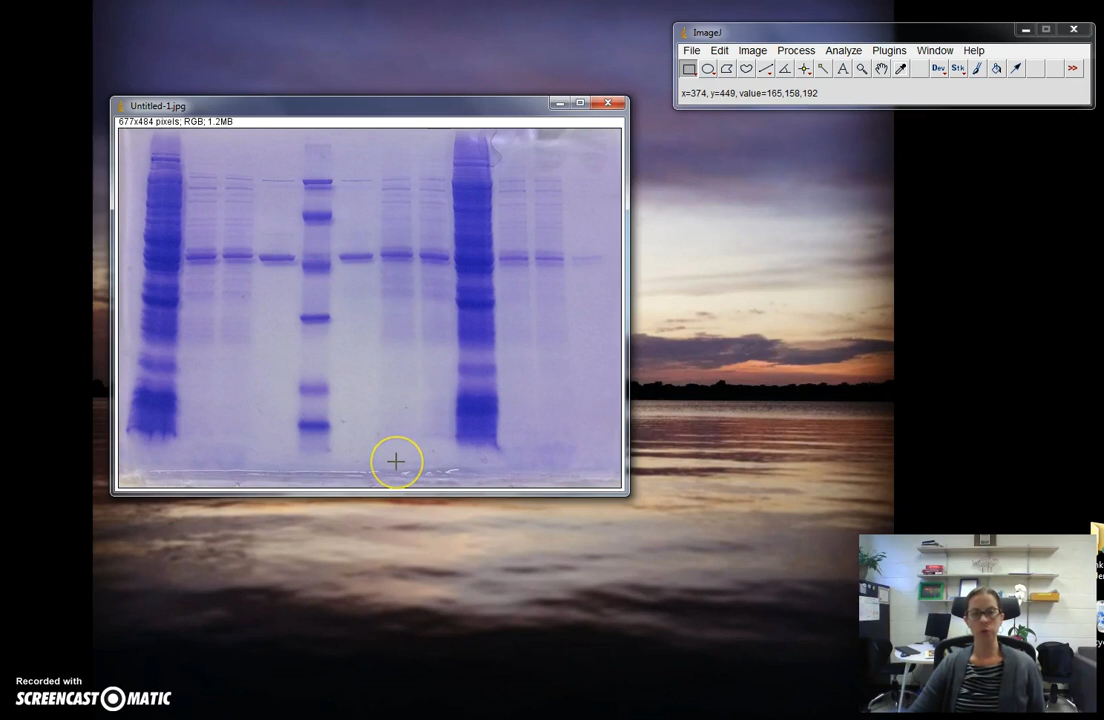 ImageJ
File Edit Image Process Analyze Plugins Window Help
Dev Stk >>
x=374, y=449, value=165,158,192
Untitled-1.jpg
677x484 pixels; RGB; 1.2MB
Recorded with
SCREENCAST MATIC